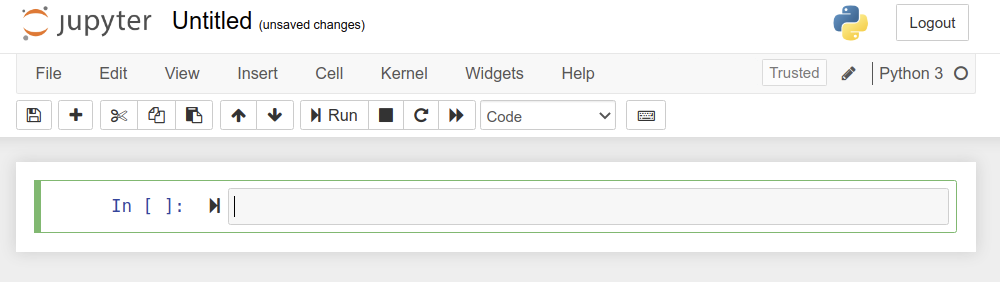 jupyter Untitled (unsaved changes) Logout
File Edit View Insert Cell Kernel Widgets Help Trusted Python 3
Run Code
In [ ]: